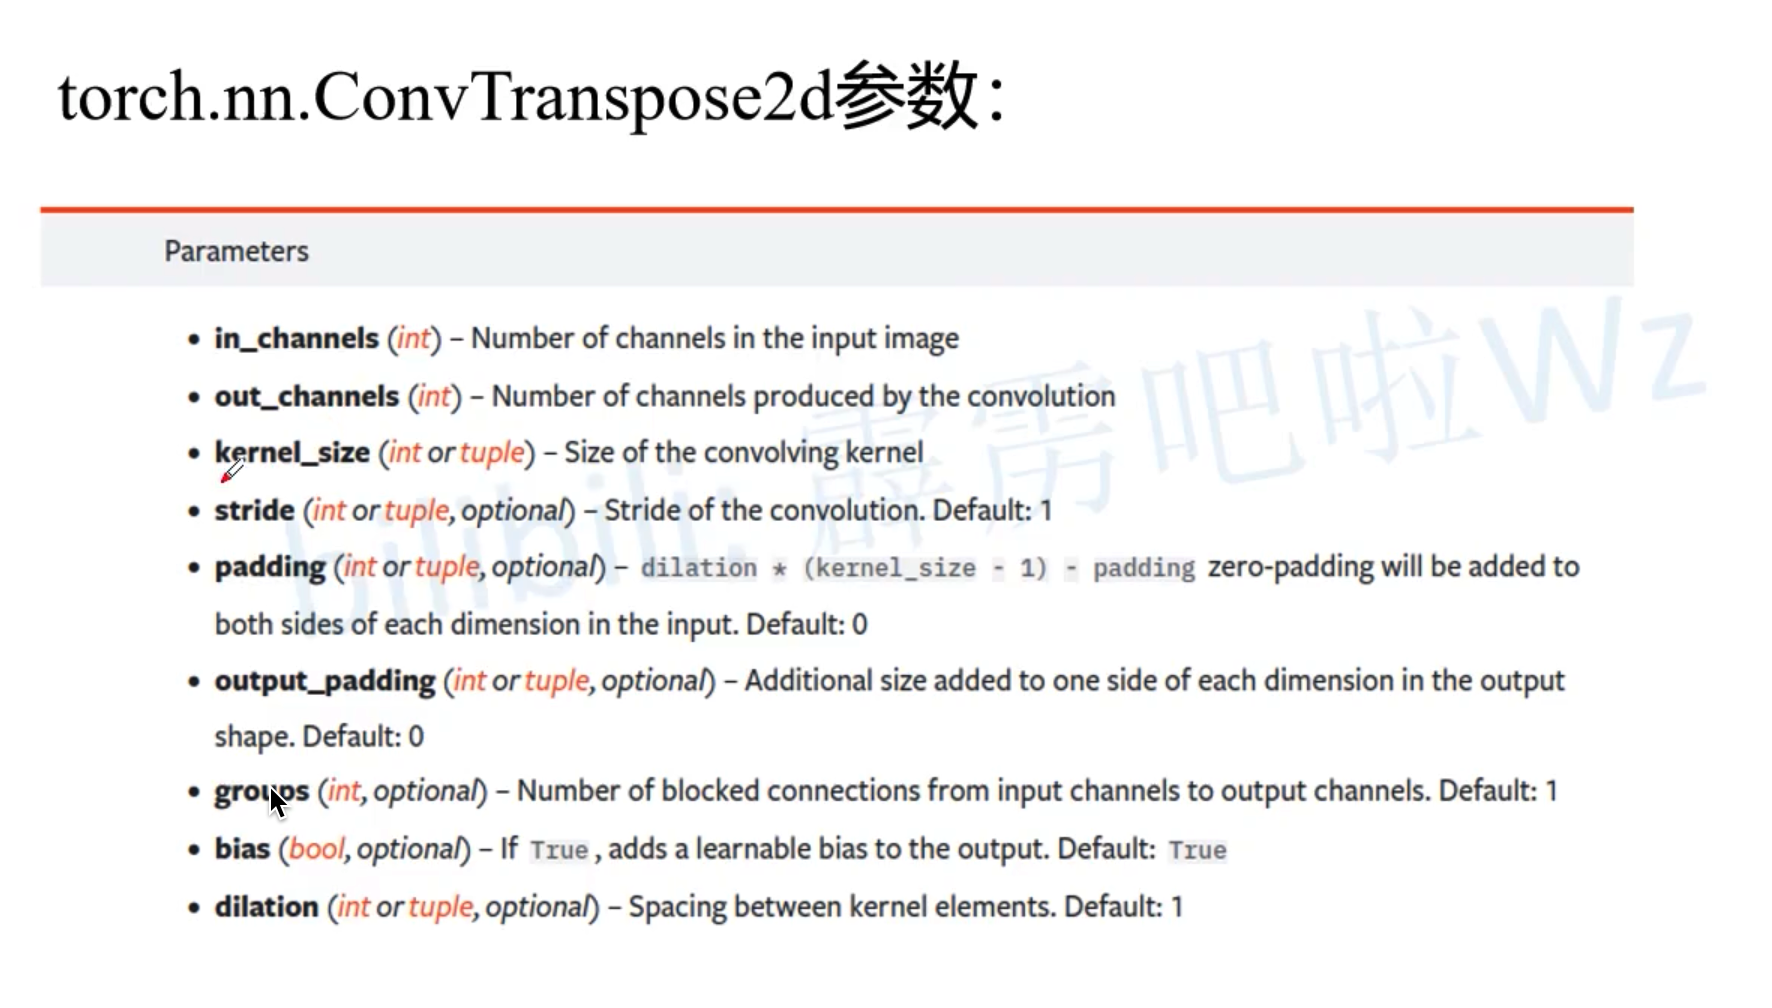 torch.nn.ConvTranspose2d参数：
Parameters
• in_channels (int) – Number of channels in the input image
• out_channels (int) – Number of channels produced by the convolution
• kernel_size (int or tuple) – Size of the convolving kernel
• stride (int or tuple, optional) – Stride of the convolution. Default: 1
• padding (int or tuple, optional) – dilation * (kernel_size - 1) - padding zero-padding will be added to
both sides of each dimension in the input. Default: 0
• output_padding (int or tuple, optional) – Additional size added to one side of each dimension in the output
shape. Default: 0
• groups (int, optional) – Number of blocked connections from input channels to output channels. Default: 1
• bias (bool, optional) – If True, adds a learnable bias to the output. Default: True
• dilation (int or tuple, optional) – Spacing between kernel elements. Default: 1
bilibili: 霹雳吧啦Wz